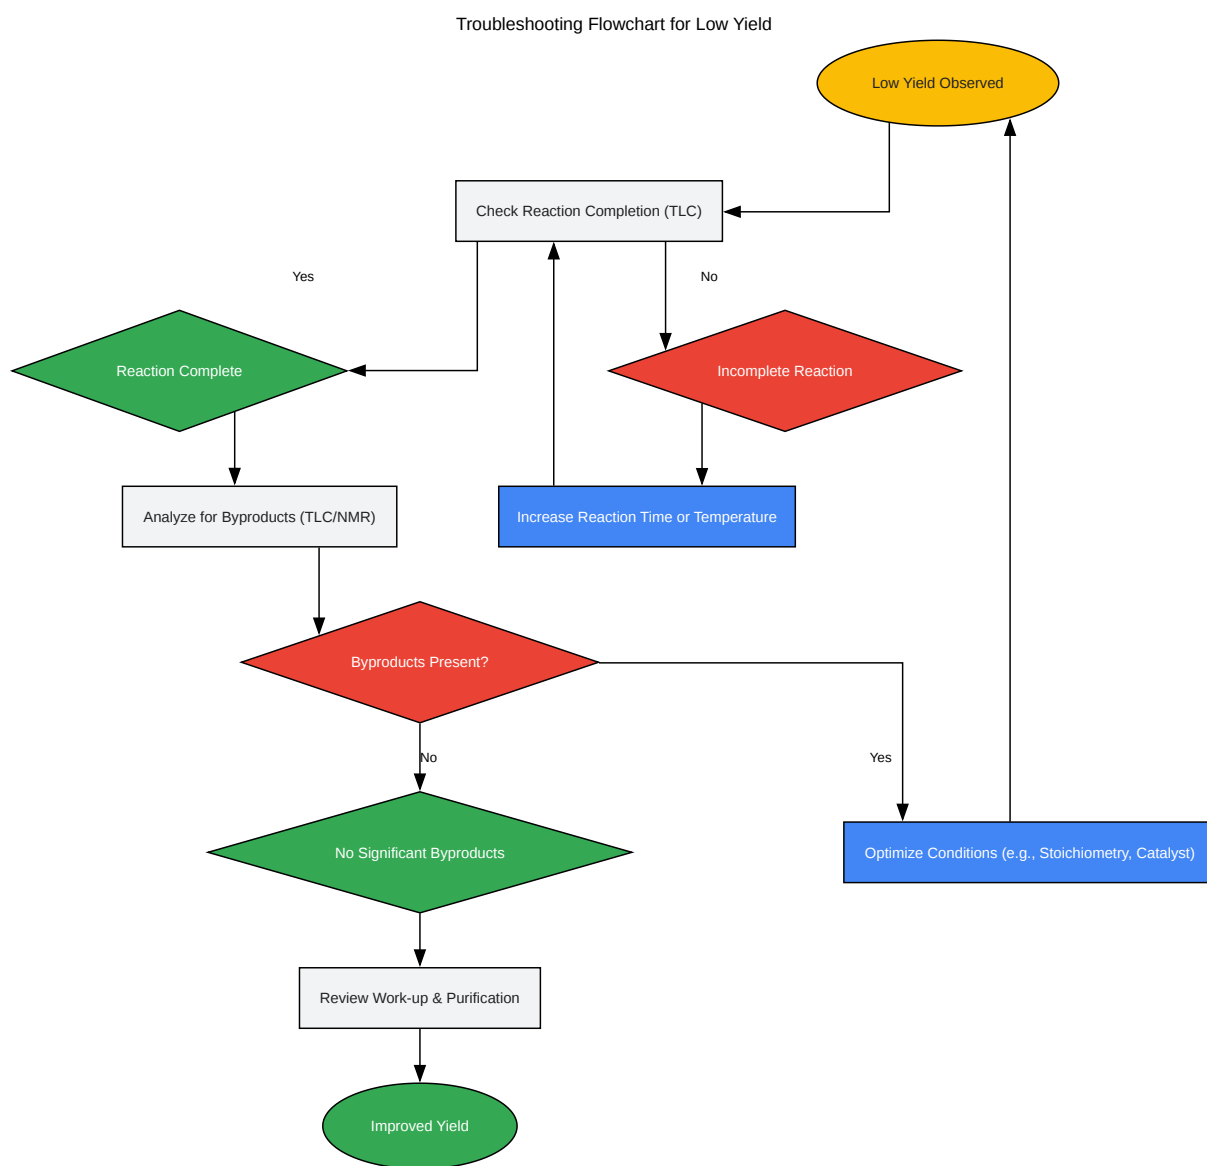 Troubleshooting Flowchart for Low Yield
Low Yield Observed
Check Reaction Completion (TLC)
Yes
No
Reaction Complete
Incomplete Reaction
Analyze for Byproducts (TLC/NMR)
Increase Reaction Time or Temperature
Byproducts Present?
No
Yes
No Significant Byproducts
Optimize Conditions (e.g., Stoichiometry, Catalyst)
Review Work-up & Purification
Improved Yield